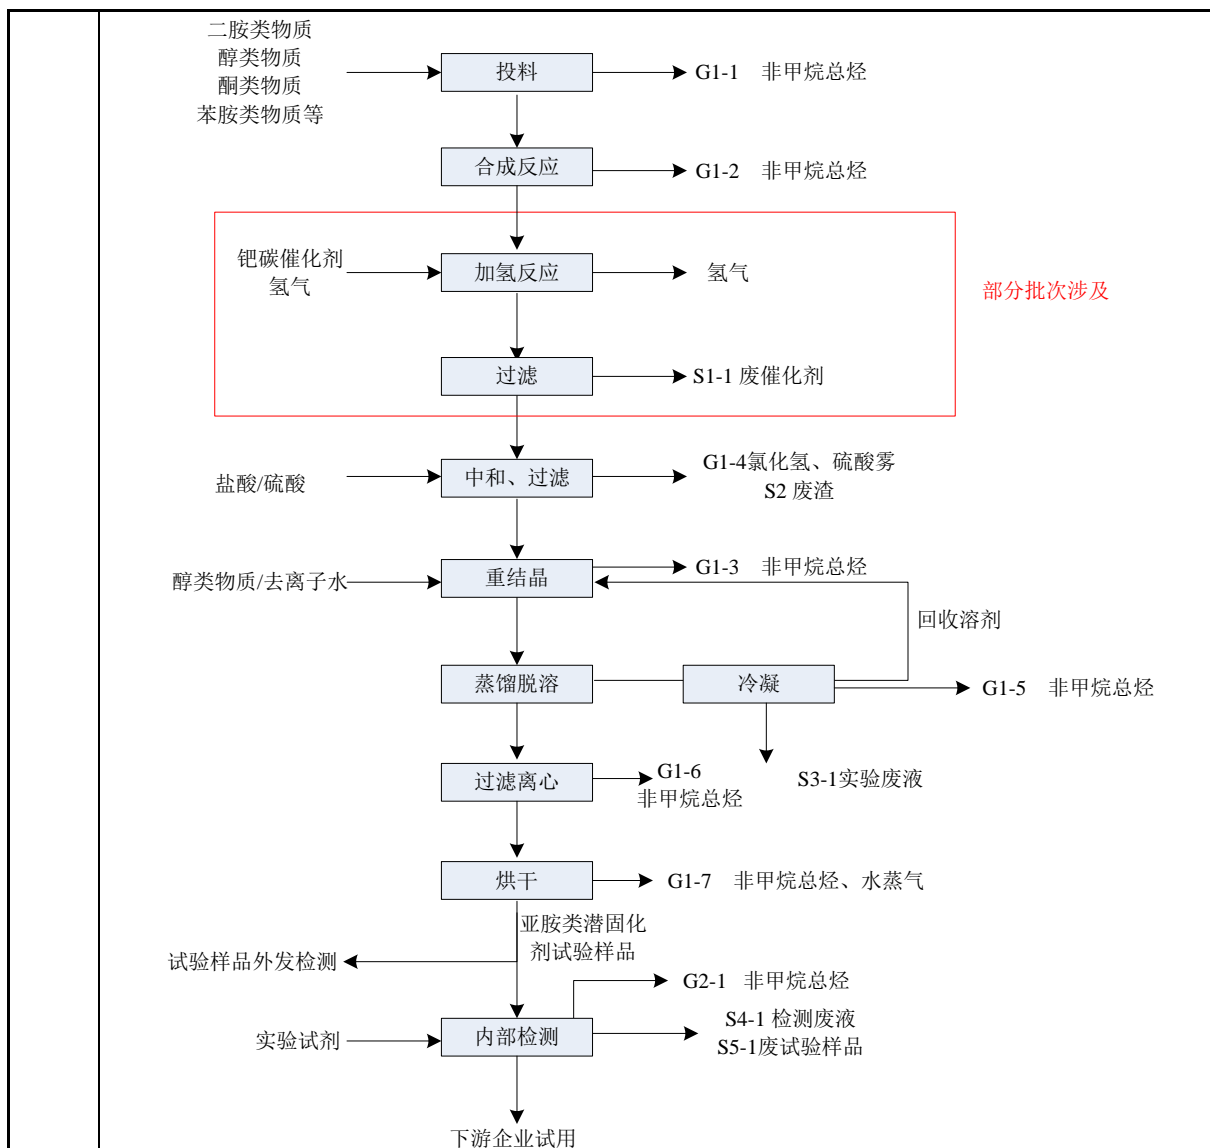 二胺类物质
醇类物质
酮类物质
苯胺类物质等
投料
G1-1 非甲烷总烃
合成反应
G1-2 非甲烷总烃
钯碳催化剂
氢气
加氢反应
氢气
部分批次涉及
过滤
S1-1 废催化剂
盐酸/硫酸
中和、过滤
G1-4氯化氢、硫酸雾
S2 废渣
醇类物质/去离子水
重结晶
G1-3 非甲烷总烃
回收溶剂
蒸馏脱溶
冷凝
G1-5 非甲烷总烃
S3-1实验废液
过滤离心
G1-6
非甲烷总烃
烘干
G1-7 非甲烷总烃、水蒸气
亚胺类潜固化
剂试验样品
试验样品外发检测
G2-1 非甲烷总烃
实验试剂
内部检测
S4-1 检测废液
S5-1废试验样品
下游企业试用